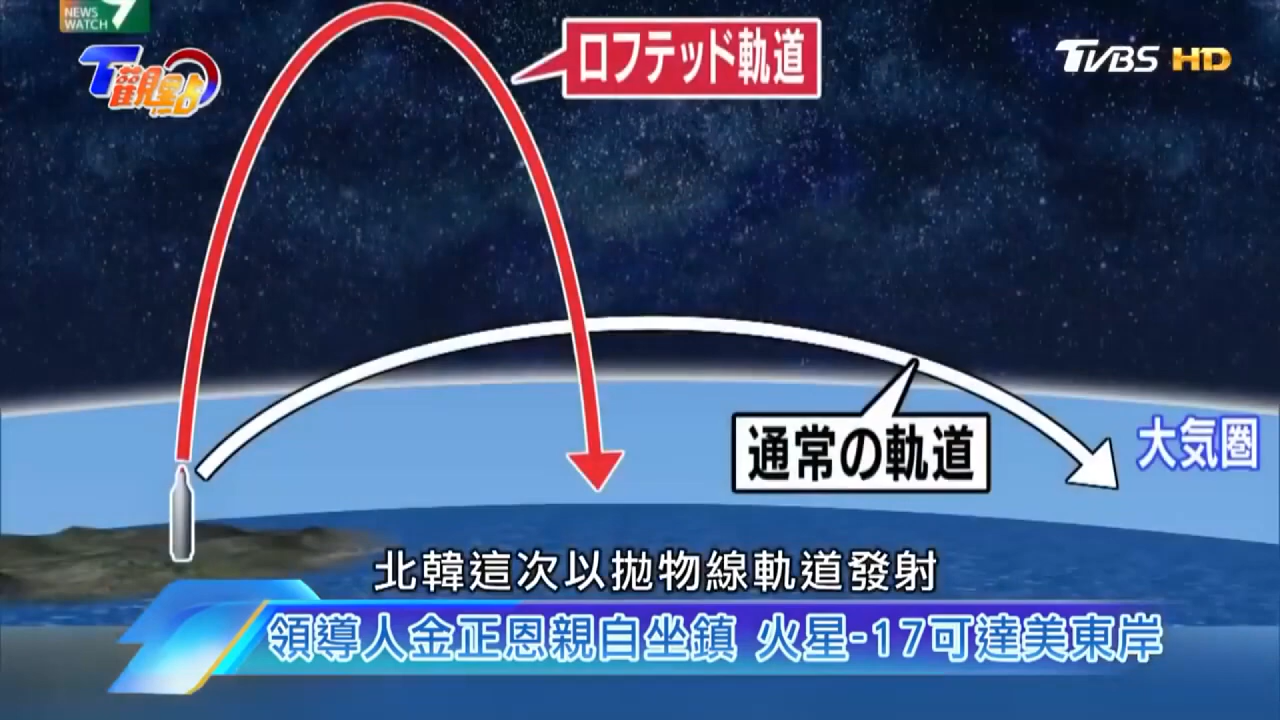 NEWS
WATCH 9
T觀點
TVBS HD
ロフテッド軌道
通常の軌道
大気圏
北韓這次以拋物線軌道發射
領導人金正恩親自坐鎮 火星-17可達美東岸